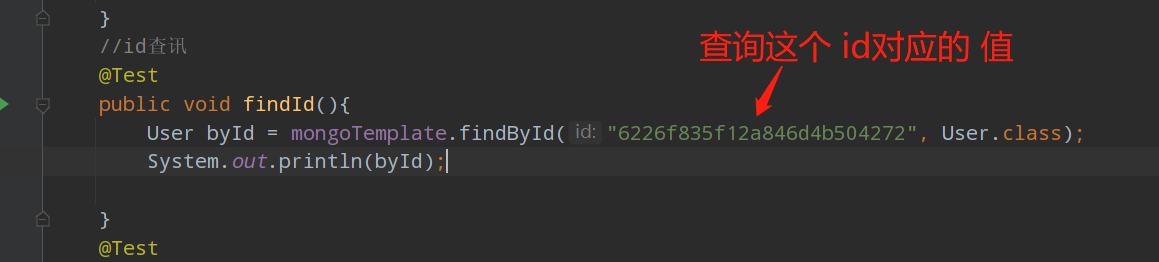 }
//id查讯
查询这个 id对应的 值
@Test
public void findId(){
User byId = mongoTemplate.findById( id: "6226f835f12a846d4b504272", User.class);
System.out.println(byId);
}
@Test